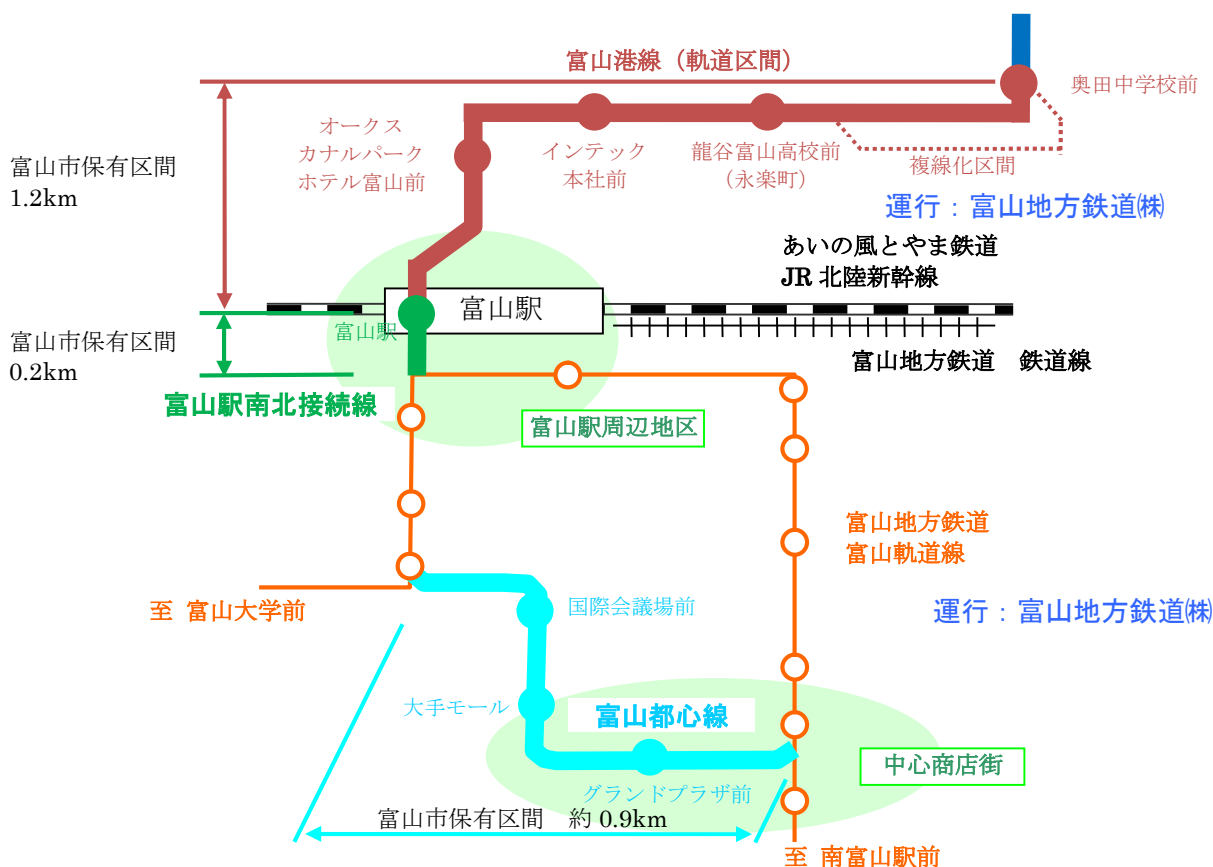 富山港線（軌道区間）
奥田中学校前
オークス
カナルパーク
ホテル富山前
インテック
本社前
龍谷富山高校前
（永楽町）
複線化区間
富山市保有区間
1.2km
運行：富山地方鉄道㈱
あいの風とやま鉄道
JR 北陸新幹線
富山駅
富山駅
富山市保有区間
0.2km
富山地方鉄道　鉄道線
富山駅南北接続線
富山駅周辺地区
富山地方鉄道
富山軌道線
至 富山大学前
国際会議場前
運行：富山地方鉄道㈱
大手モール
富山都心線
中心商店街
グランドプラザ前
富山市保有区間　約 0.9km
至 南富山駅前